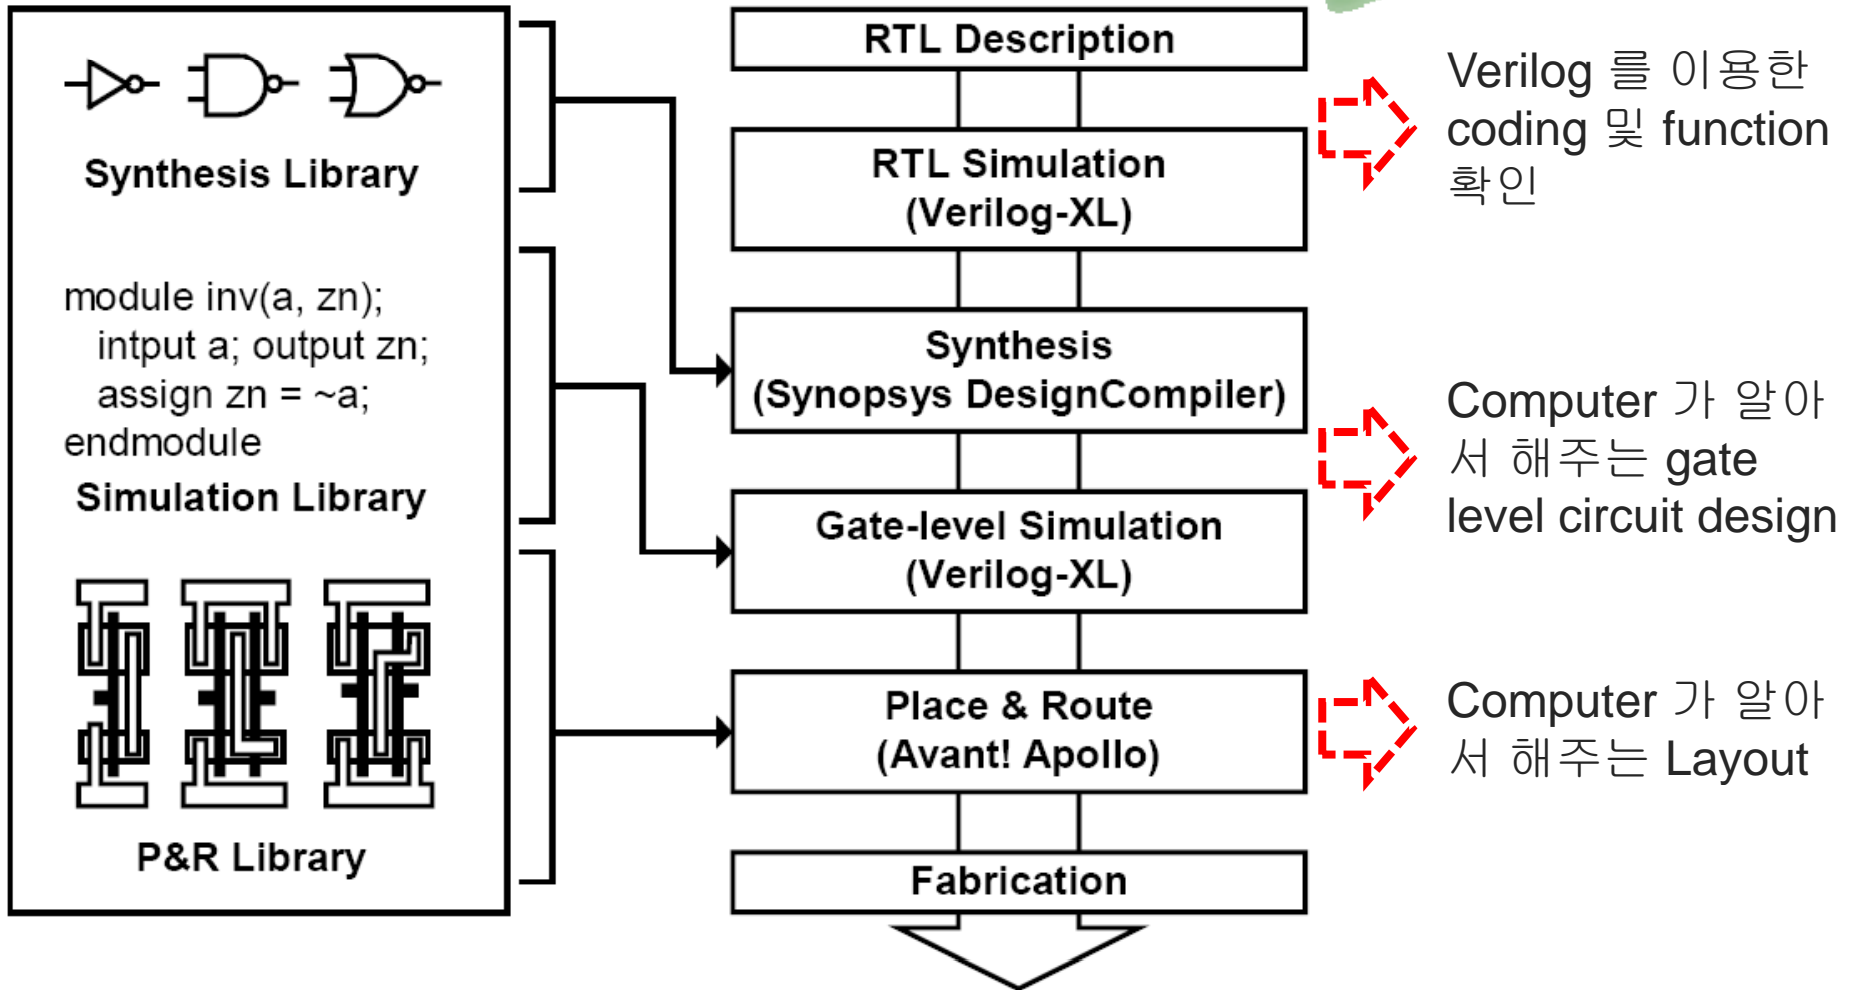 Synthesis Library
module inv(a, zn);
intput a; output zn;
assign zn = ~a;
endmodule
Simulation Library
P&R Library
RTL Description
RTL Simulation
(Verilog-XL)
Synthesis
(Synopsys DesignCompiler)
Gate-level Simulation
(Verilog-XL)
Place & Route
(Avant! Apollo)
Fabrication
Verilog 를 이용한
coding 및 function
확인
Computer 가 알아
서 해주는 gate
level circuit design
Computer 가 알아
서 해주는 Layout